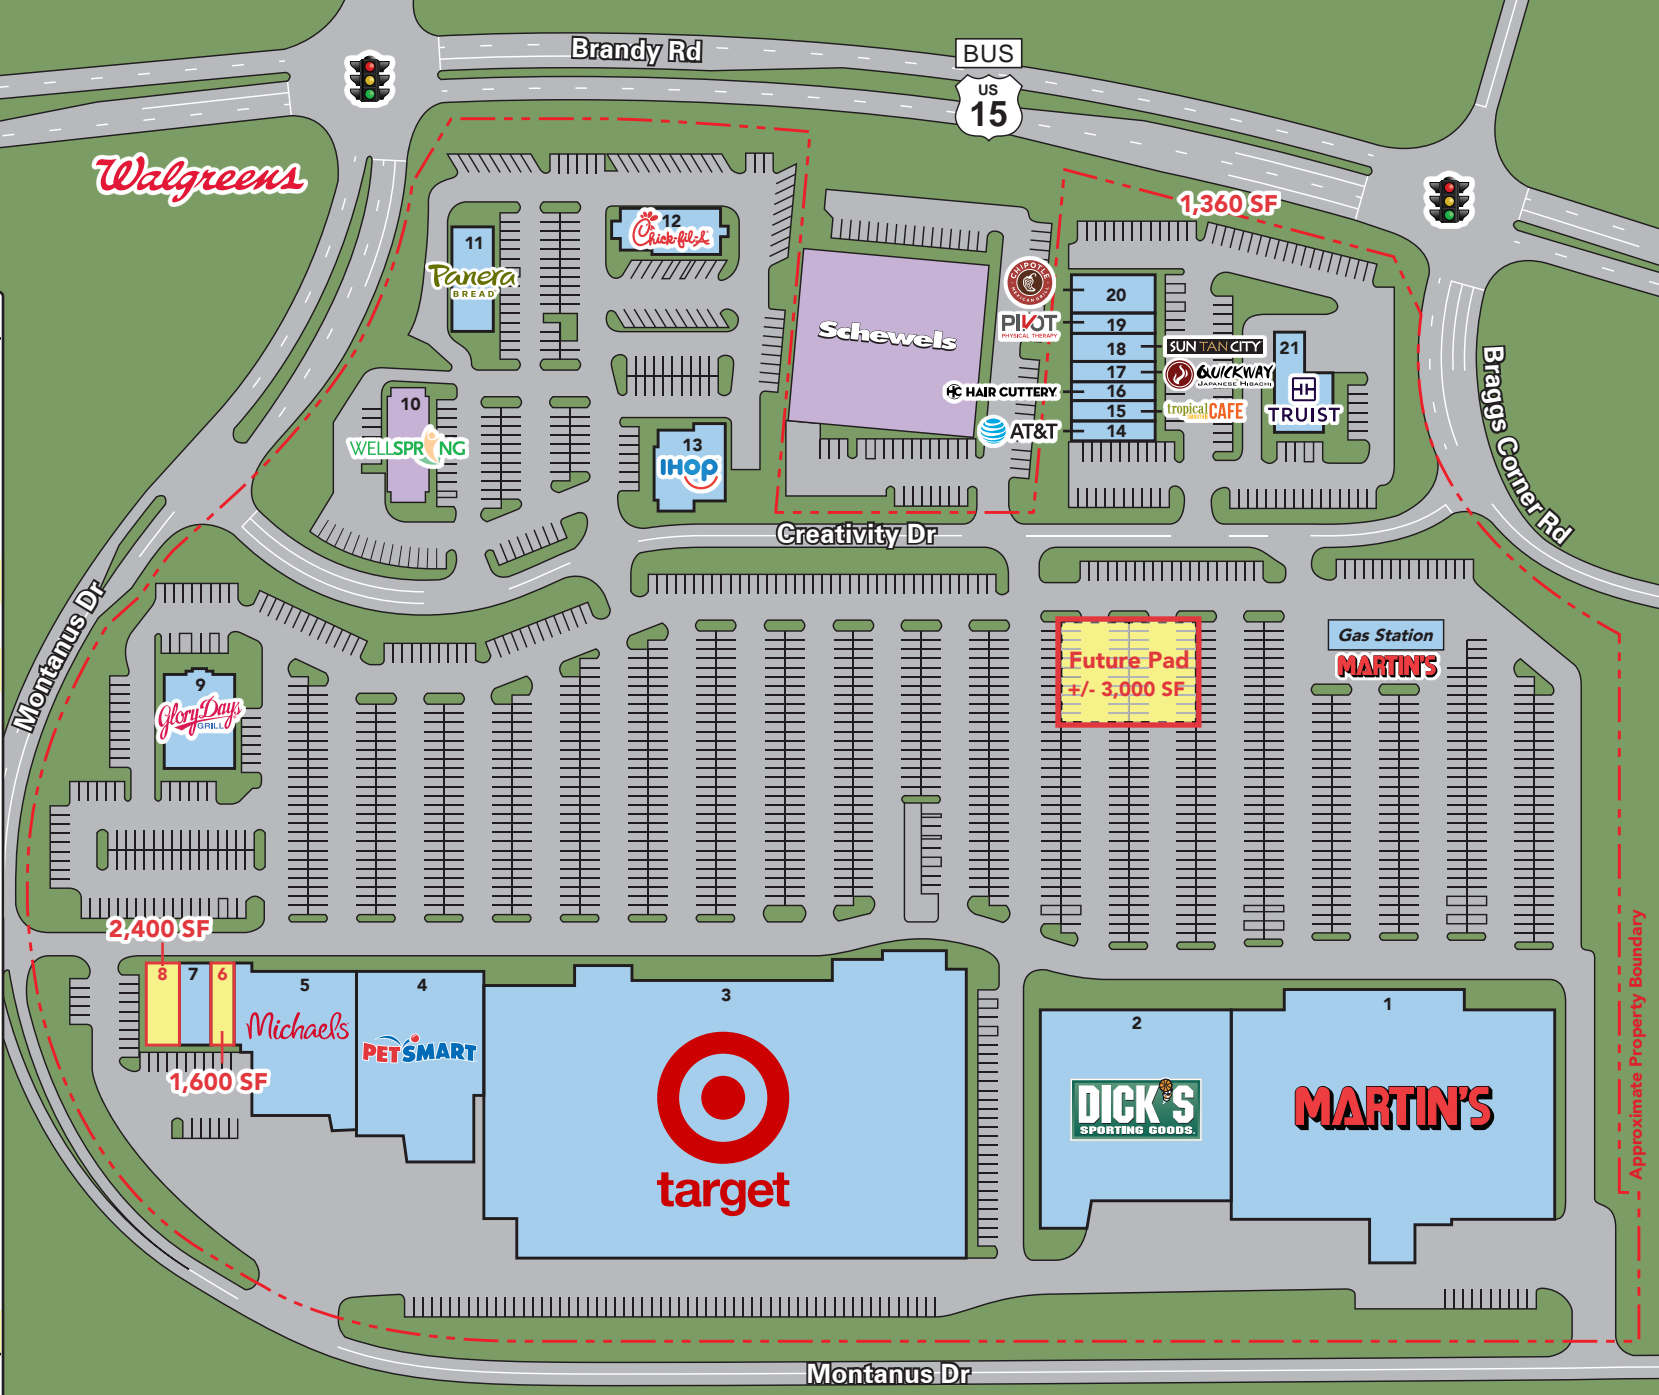 Brandy Rd
BUS
US
15
Walgreens
1,360 SF
12
Chick-fil-A
11
Panera
BREAD
CHIPOTLE
MEXICAN GRILL
20
PIVOT
PHYSICAL THERAPY
19
Schewels
18
SUN TAN CITY
21
17
QUICKWAY
JAPANESE HIBACHI
HAIR CUTTERY
16
TRUIST
15
tropical CAFE
SMOOTHIE
AT&T
14
10
WELLSPRING
13
IHOP
Braggs Corner Rd
Creativity Dr
Montanus Dr
Gas Station
MARTIN'S
Future Pad
+/- 3,000 SF
9
Glory Days
GRILL
2,400 SF
8
7
6
5
Michaels
4
PETSMART
3
target
2
DICK'S
SPORTING GOODS
1
MARTIN'S
1,600 SF
Approximate Property Boundary
Montanus Dr